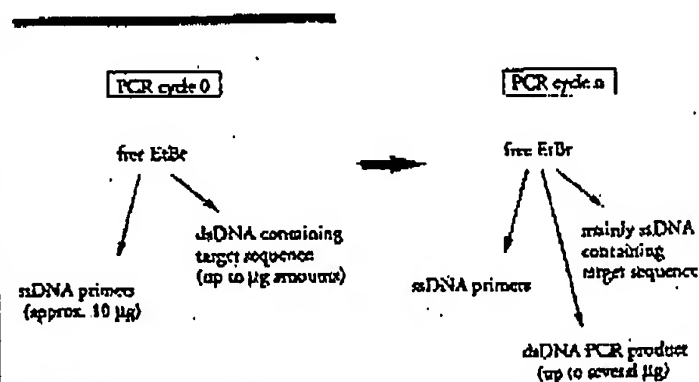 PCR cycle 0
free EtBr
dsDNA containing
target sequence
(up to µg amounts)
ssDNA primers
(approx. 10 µg)
PCR cycle n
free EtBr
mainly ssDNA
containing
target sequence
ssDNA primers
dsDNA PCR product
(up to several µg)